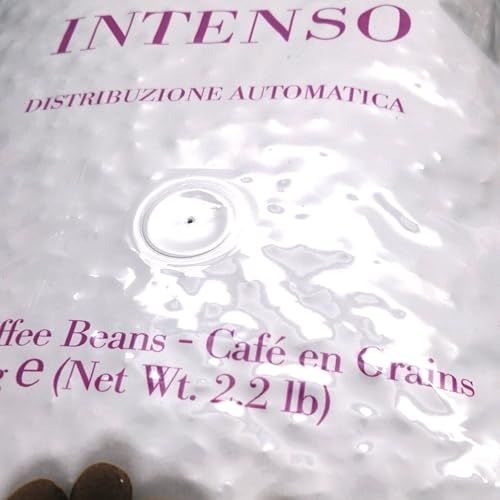 INTENSO
DISTRIBUZIONE AUTOMATICA
ffee Beans - Café en Grains
g e (Net Wt. 2.2 lb)